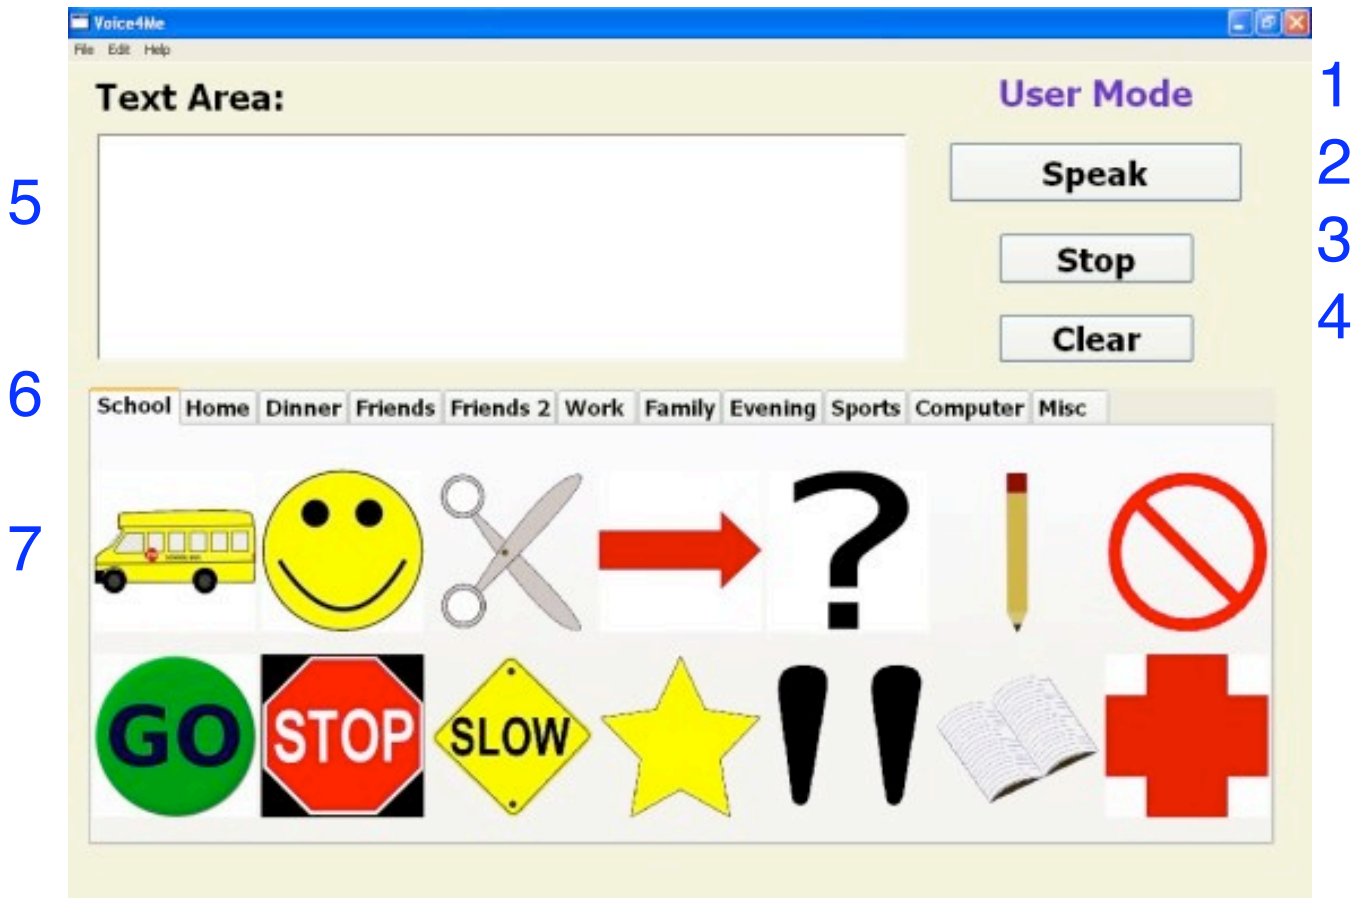 Voice4Me
File Edit Help
Text Area:
User Mode
1
Speak
2
5
Stop
3
Clear
4
6
School Home Dinner Friends Friends 2 Work Family Evening Sports Computer Misc
?
7
GO STOP SLOW